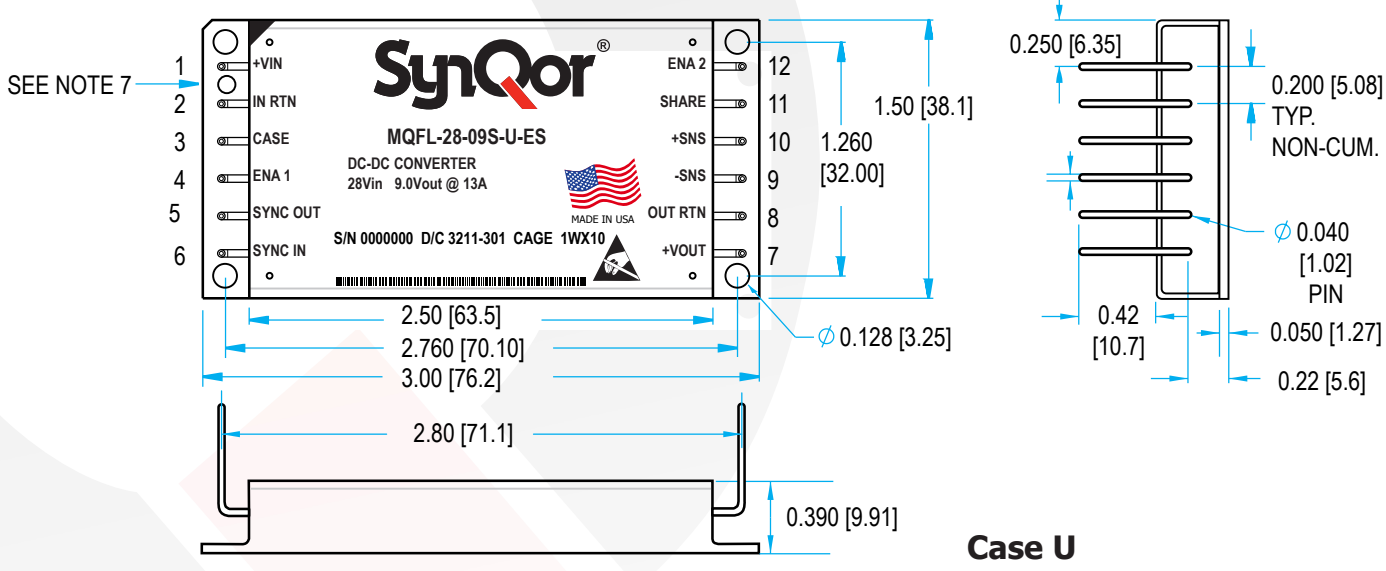 SEE NOTE 7
1
2
3
4
5
6
+VIN
IN RTN
CASE
ENA 1
SYNC OUT
SYNC IN
SynQor®
MQFL-28-09S-U-ES
DC-DC CONVERTER
28Vin 9.0Vout @ 13A
MADE IN USA
S/N 0000000 D/C 3211-301 CAGE 1WX10
ENA 2
SHARE
+SNS
-SNS
OUT RTN
+VOUT
12
11
10
9
8
7
1.260
[32.00]
1.50 [38.1]
2.50 [63.5]
2.760 [70.10]
3.00 [76.2]
Ø 0.128 [3.25]
0.250 [6.35]
0.200 [5.08]
TYP.
NON-CUM.
Ø 0.040
[1.02]
PIN
0.42
[10.7]
0.050 [1.27]
0.22 [5.6]
2.80 [71.1]
0.390 [9.91]
Case U